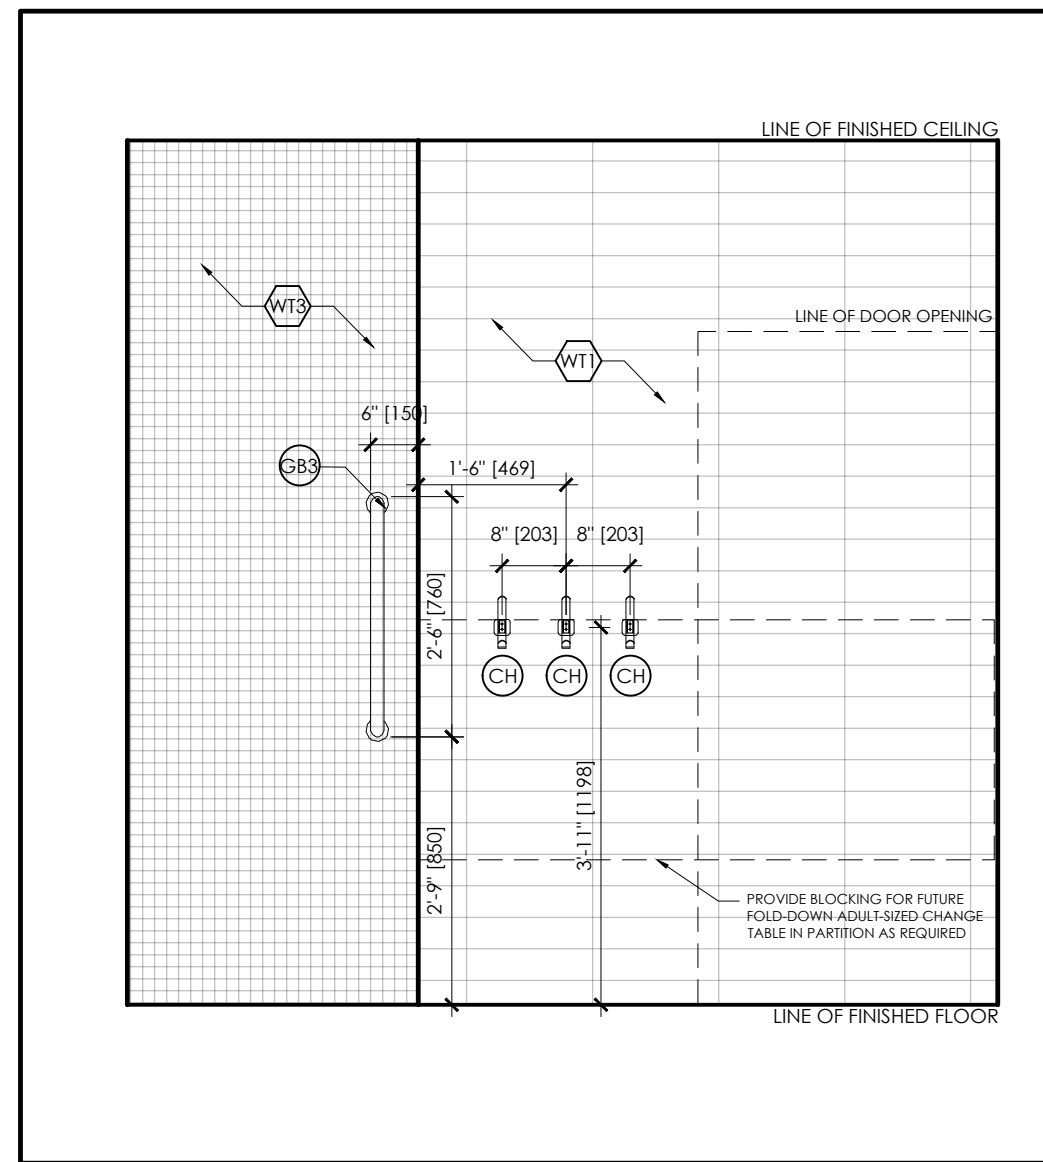 LINE OF FINISHED CEILING
WT3
LINE OF DOOR OPENING
WT1
6" [150]
GB3
1'-6" [469]
8" [203]
8" [203]
2'-6" [760]
CH
CH
CH
3'-11" [1198]
2'-9" [850]
PROVIDE BLOCKING FOR FUTURE
FOLD-DOWN ADULT-SIZED CHANGE
TABLE IN PARTITION AS REQUIRED
LINE OF FINISHED FLOOR